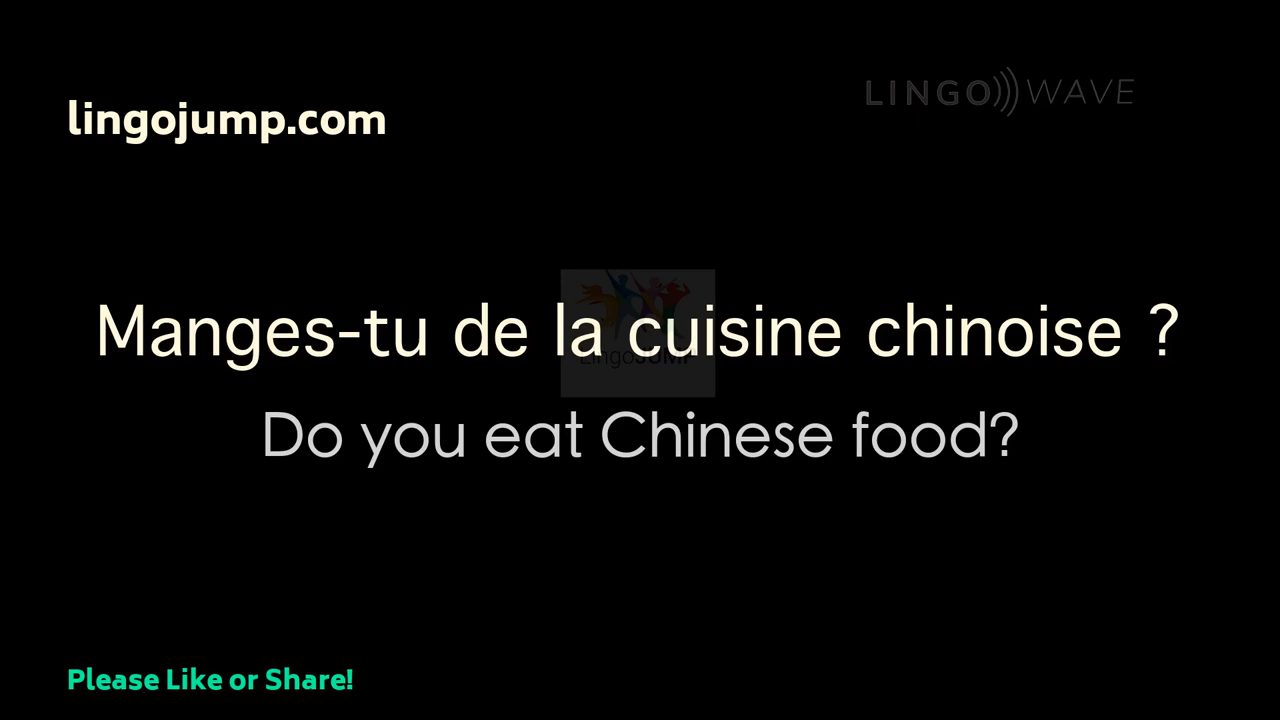 lingojump.com
LINGO WAVE
Manges-tu de la cuisine chinoise ?
LingoJUMP
Do you eat Chinese food?
Please Like or Share!